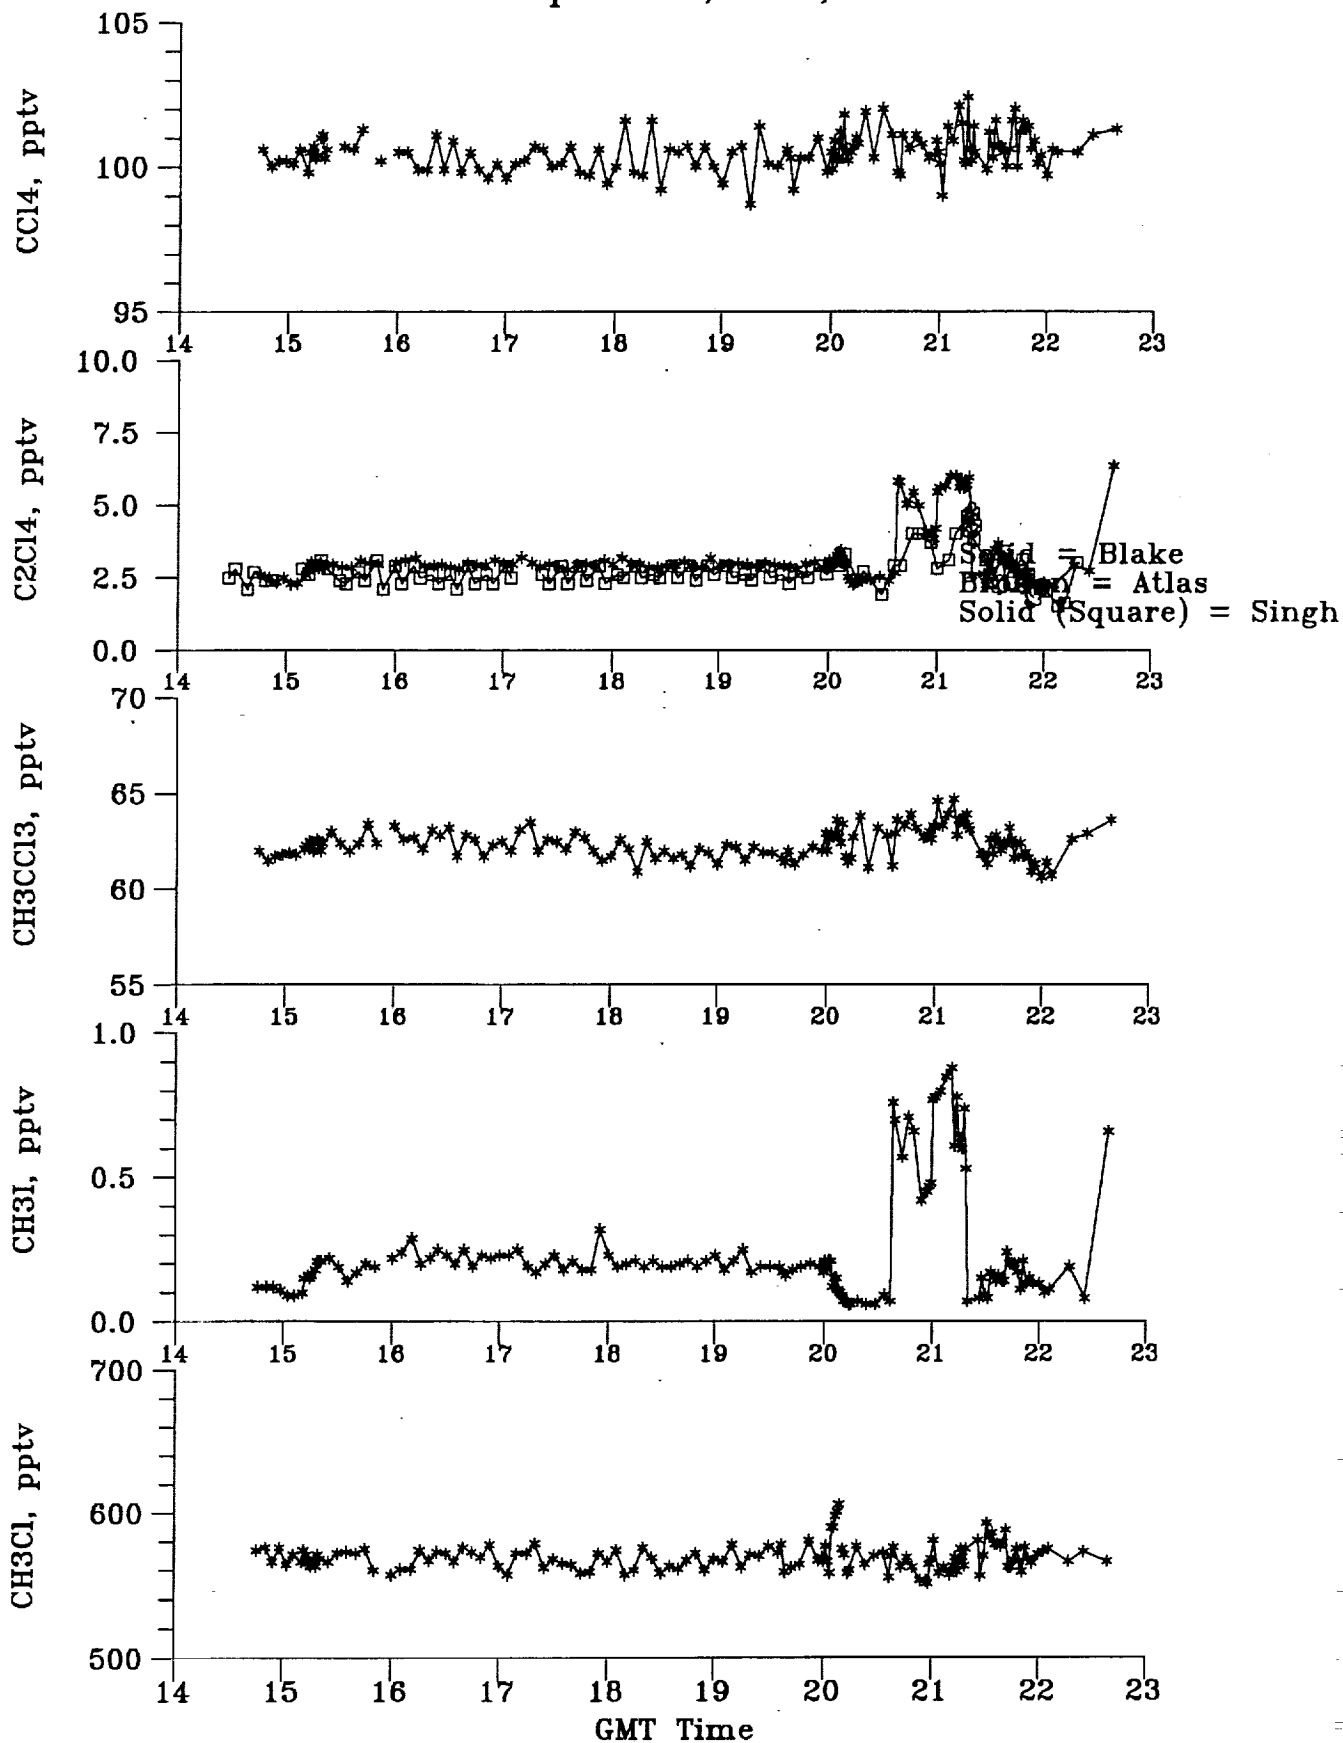 105
100
95
CCl4, pptv
14 15 16 17 18 19 20 21 22 23
10.0
7.5
5.0
2.5
0.0
C2Cl4, pptv
Solid = Blake
= Atlas
Solid (Square) = Singh
14 15 16 17 18 19 20 21 22 23
70
65
60
55
CH3CCl3, pptv
14 15 16 17 18 19 20 21 22 23
1.0
0.5
0.0
CH3I, pptv
14 15 16 17 18 19 20 21 22 23
700
600
500
CH3Cl, pptv
14 15 16 17 18 19 20 21 22 23
GMT Time